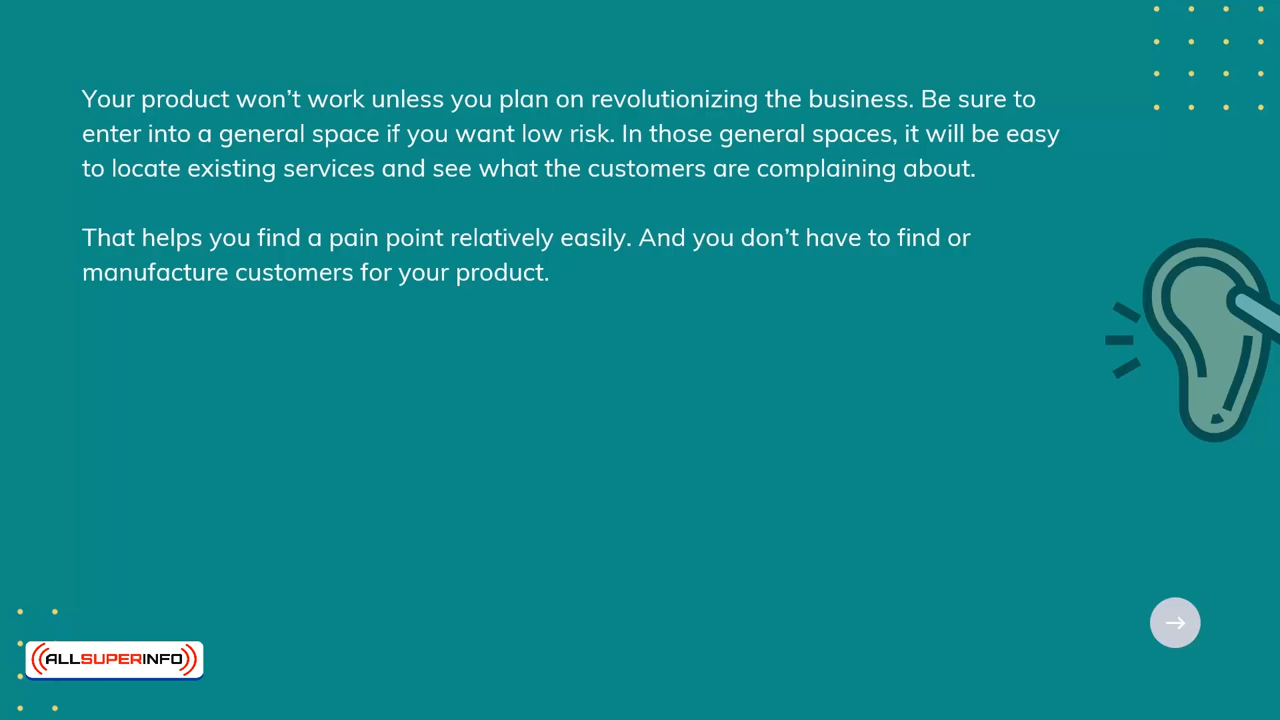 Your product won't work unless you plan on revolutionizing the business. Be sure to
enter into a general space if you want low risk. In those general spaces, it will be easy
to locate existing services and see what the customers are complaining about.
That helps you find a pain point relatively easily. And you don't have to find or
manufacture customers for your product.
ALLSUPERINFO